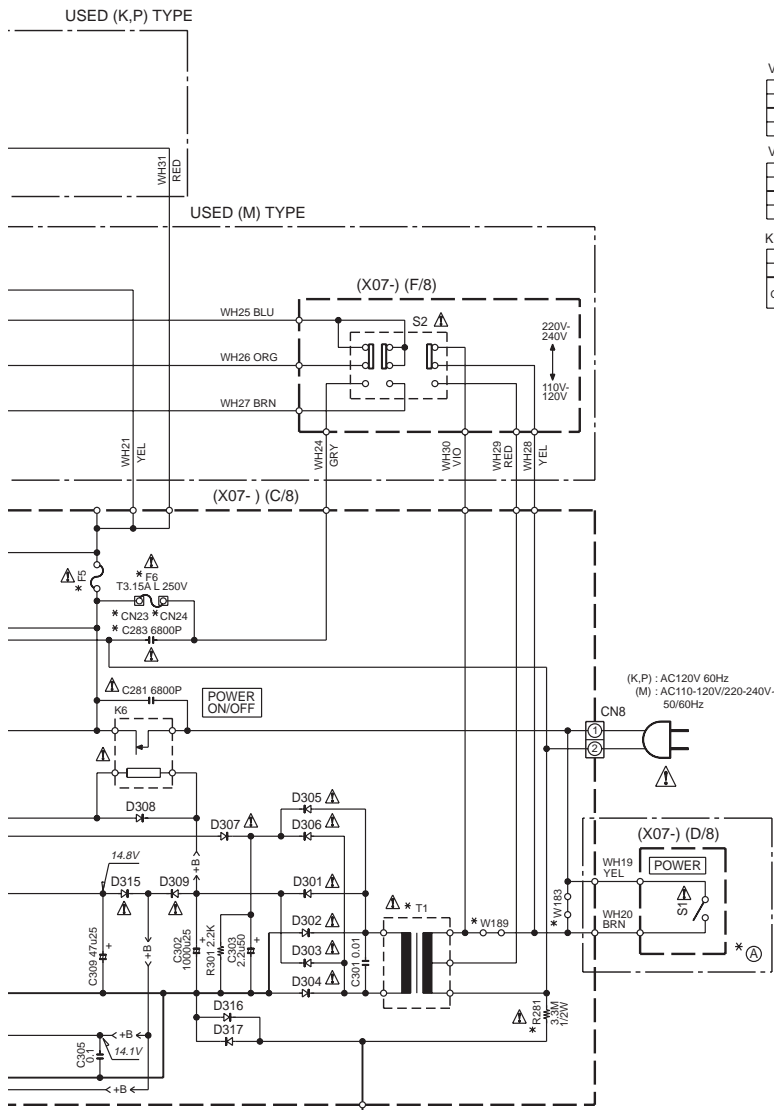 USED (K,P) TYPE
WH31
RED
USED (M) TYPE
(X07-) (F/8)
WH25 BLU
S2
220V-
240V
WH26 ORG
110V-
120V
WH27 BRN
WH21
YEL
WH24
GRY
WH30
VIO
WH29
RED
WH28
YEL
(X07- ) (C/8)
* F5
* F6
T3.15A L 250V
* CN23 * CN24
* C283 6800P
C281 6800P
POWER
ON/OFF
K6
(K,P) : AC120V 60Hz
(M) : AC110-120V/220-240V-
50/60Hz
CN8
1
2
D308
D307
D305
D306
+B
14.8V
D315
D309
D301
* T1
C309 47u25
C302
1000u25
R301 2.2K
C303
2.2u50
D302
D303
D304
C301 0.01
* W189
* W183
(X07-) (D/8)
WH19
YEL
POWER
S1
WH20
BRN
* A
+B
D316
D317
* R281
3.3M
1/2W
C305
0.1
+B
14.1V
+B
V
V
K